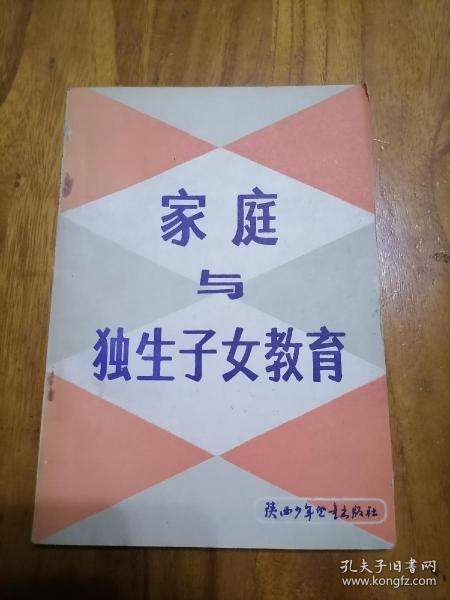 家庭
与
独生子女教育
陕西少年儿童出版社
孔夫子旧书网
www.kongfz.com